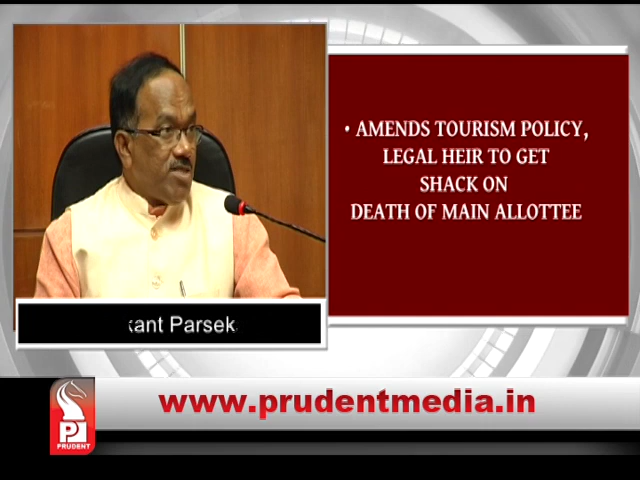 • AMENDS TOURISM POLICY,
LEGAL HEIR TO GET
SHACK ON
DEATH OF MAIN ALLOTTEE
kant Parsek
www.prudentmedia.in
P
PRUDENT